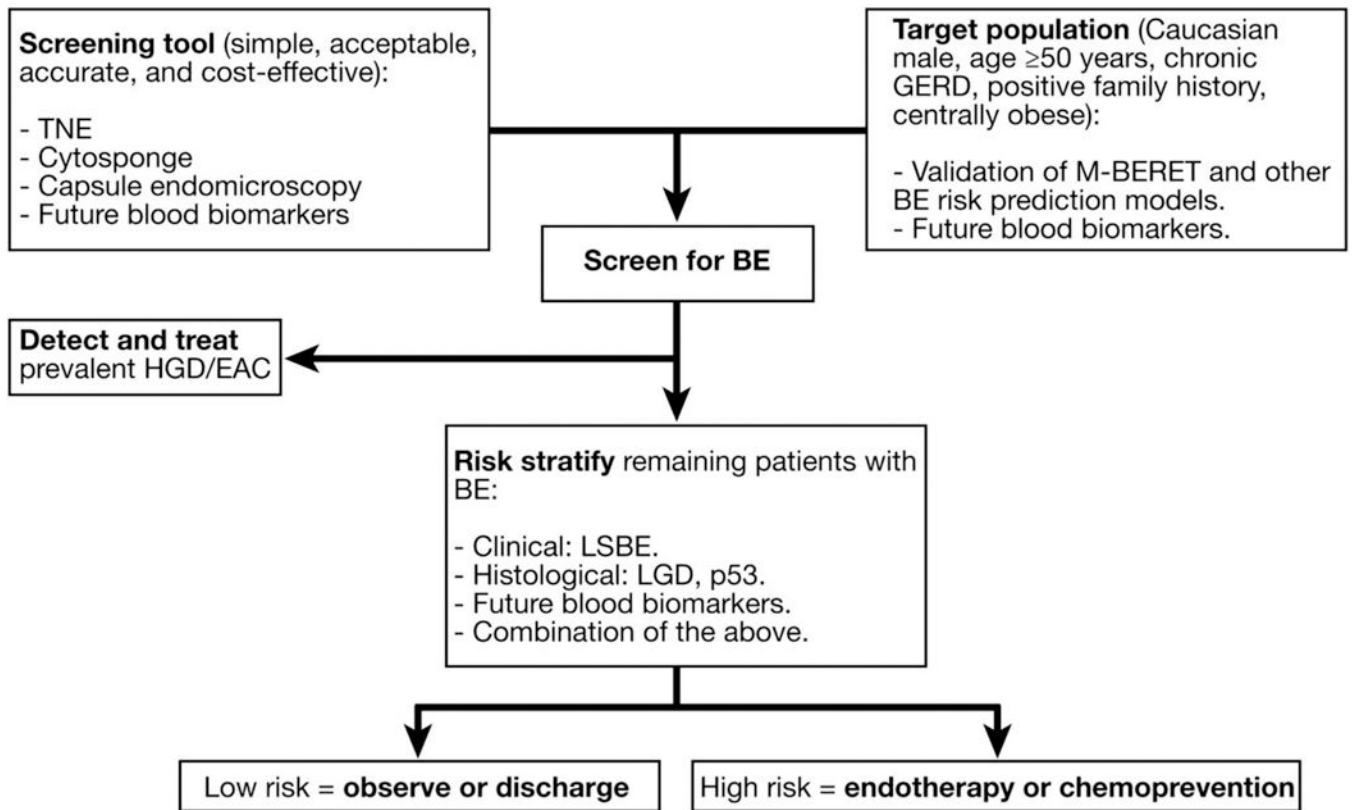 Screening tool (simple, acceptable,
accurate, and cost-effective):
- TNE
- Cytosponge
- Capsule endomicroscopy
- Future blood biomarkers
Target population (Caucasian
male, age ≥50 years, chronic
GERD, positive family history,
centrally obese):
- Validation of M-BERET and other
BE risk prediction models.
- Future blood biomarkers.
Screen for BE
Detect and treat
prevalent HGD/EAC
Risk stratify remaining patients with
BE:
- Clinical: LSBE.
- Histological: LGD, p53.
- Future blood biomarkers.
- Combination of the above.
Low risk = observe or discharge
High risk = endotherapy or chemoprevention